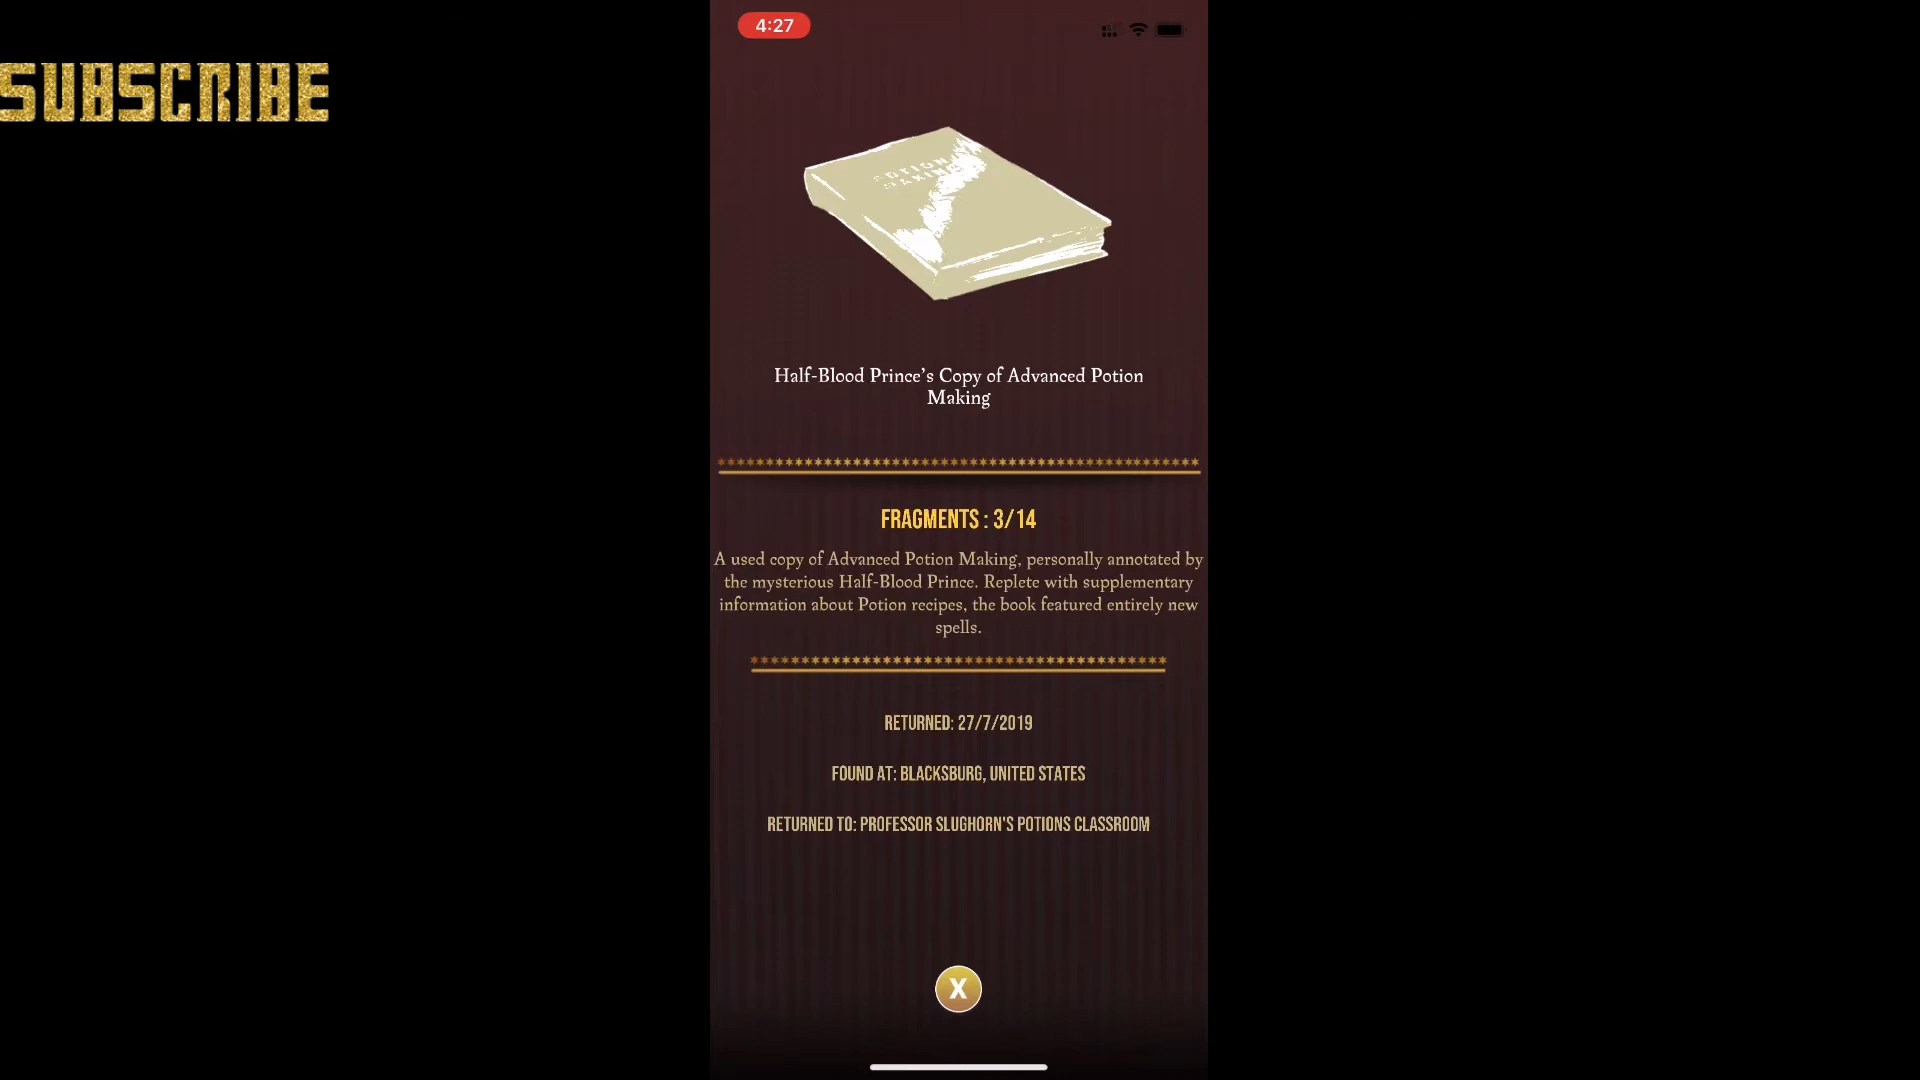 4:27
SUBSCRIBE
POTION
MAKING
Half-Blood Prince's Copy of Advanced Potion
Making
FRAGMENTS : 3/14
A used copy of Advanced Potion Making, personally annotated by
the mysterious Half-Blood Prince. Replete with supplementary
information about Potion recipes, the book featured entirely new
spells.
RETURNED: 27/7/2019
FOUND AT: BLACKSBURG, UNITED STATES
RETURNED TO: PROFESSOR SLUGHORN'S POTIONS CLASSROOM
X